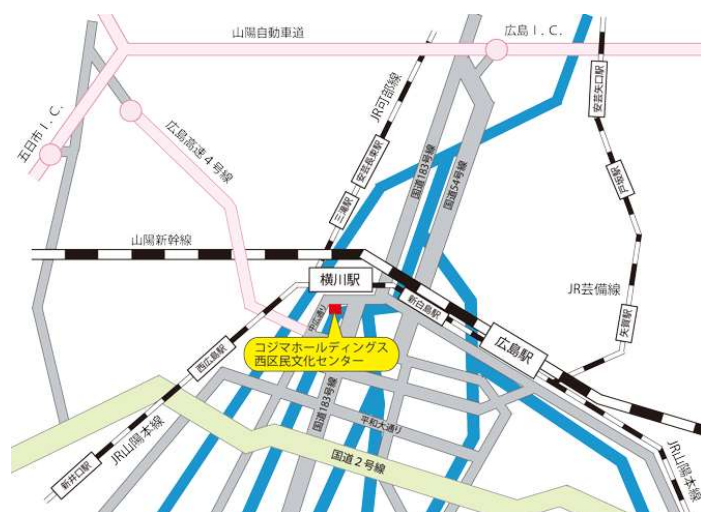 山陽自動車道
広島 I. C.
五日市 I. C.
広島高速4号線
JR可部線
安芸長束駅
三滝駅
国道183号線
国道54号線
安芸矢口駅
戸坂駅
山陽新幹線
横川駅
新白島駅
JR芸備線
矢賀駅
中広通り
広島駅
コジマホールディングス
西区民文化センター
西広島駅
国道183号線
平和大通り
JR山陽本線
国道2号線
新井口駅
JR山陽本線